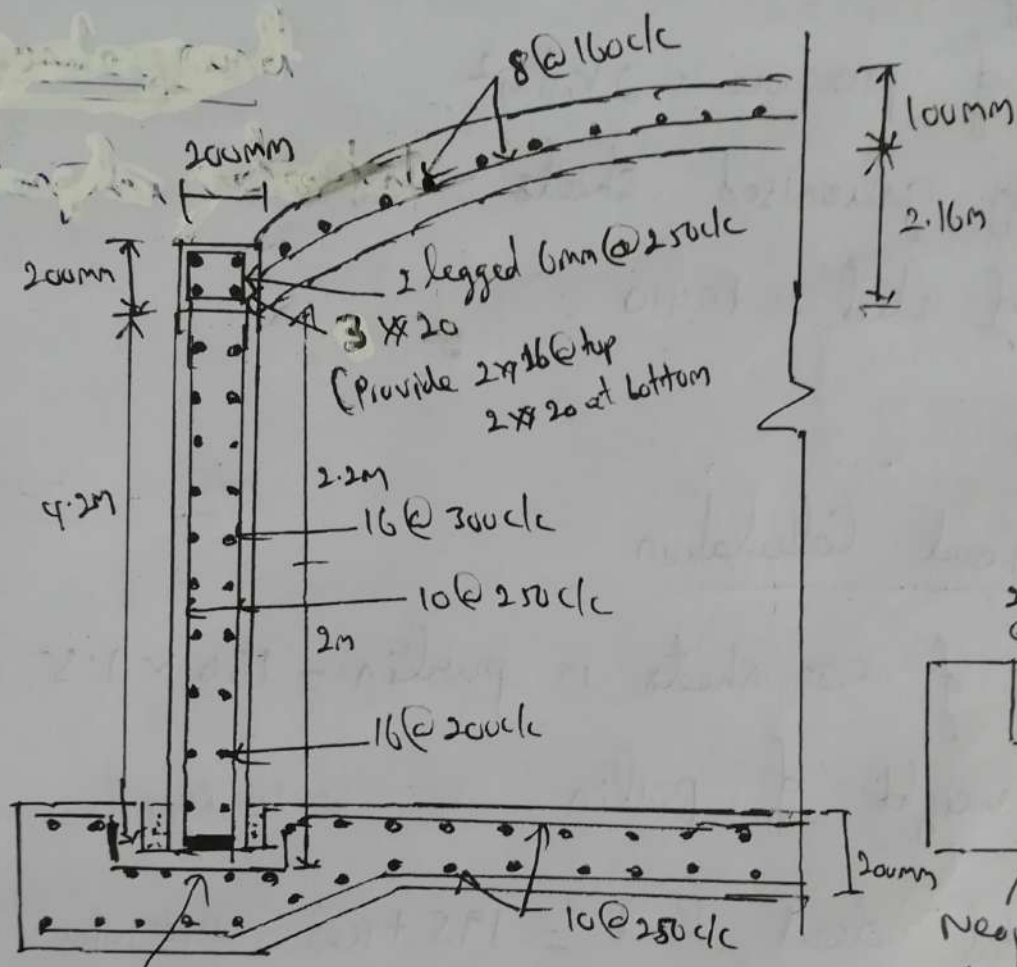 8@160c/c
200mm
100mm
2.16m
200mm
2 legged 6mm@250c/c
3 # 20
(Provide 2#16@top
2#20 at bottom
4.2m
2.2m
16@300c/c
10@250c/c
2m
16@200c/c
200mm
10@250c/c